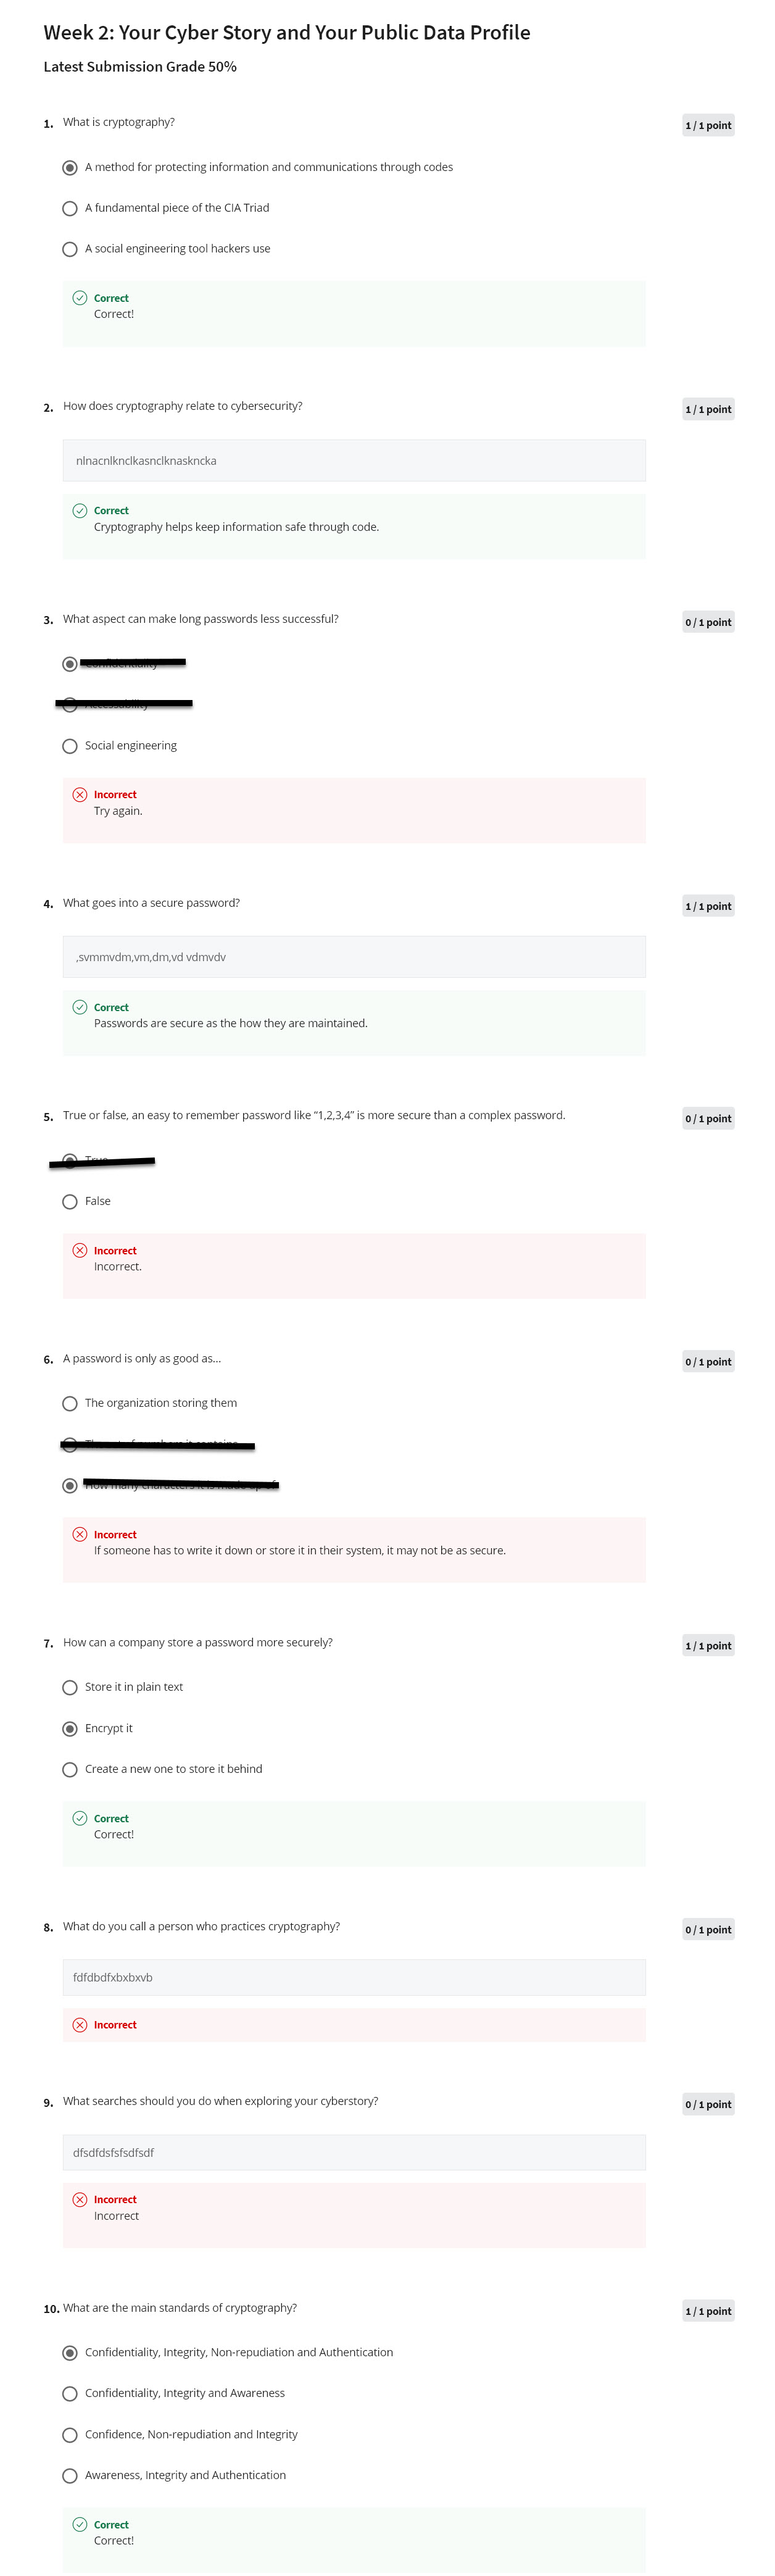 Week 2: Your Cyber Story and Your Public Data Profile
Latest Submission Grade 50%
1. What is cryptography?
1 / 1 point
A method for protecting information and communications through codes
A fundamental piece of the CIA Triad
A social engineering tool hackers use
Correct
Correct!
2. How does cryptography relate to cybersecurity?
1 / 1 point
nlnacnlknclkasnclknaskncka
Correct
Cryptography helps keep information safe through code.
3. What aspect can make long passwords less successful?
0 / 1 point
Social engineering
Incorrect
Try again.
4. What goes into a secure password?
1 / 1 point
,svmmvdm,vm,dm,vd vdmvdv
Correct
Passwords are secure as the how they are maintained.
5. True or false, an easy to remember password like “1,2,3,4” is more secure than a complex password.
0 / 1 point
True
False
Incorrect
Incorrect.
6. A password is only as good as...
0 / 1 point
The organization storing them
How many characters it is made up of
Incorrect
If someone has to write it down or store it in their system, it may not be as secure.
7. How can a company store a password more securely?
1 / 1 point
Store it in plain text
Encrypt it
Create a new one to store it behind
Correct
Correct!
8. What do you call a person who practices cryptography?
0 / 1 point
fdfdbdfxbxbxvb
Incorrect
9. What searches should you do when exploring your cyberstory?
0 / 1 point
dfsdfdsfsfsdfsdf
Incorrect
Incorrect
10. What are the main standards of cryptography?
1 / 1 point
Confidentiality, Integrity, Non-repudiation and Authentication
Confidentiality, Integrity and Awareness
Confidence, Non-repudiation and Integrity
Awareness, Integrity and Authentication
Correct
Correct!